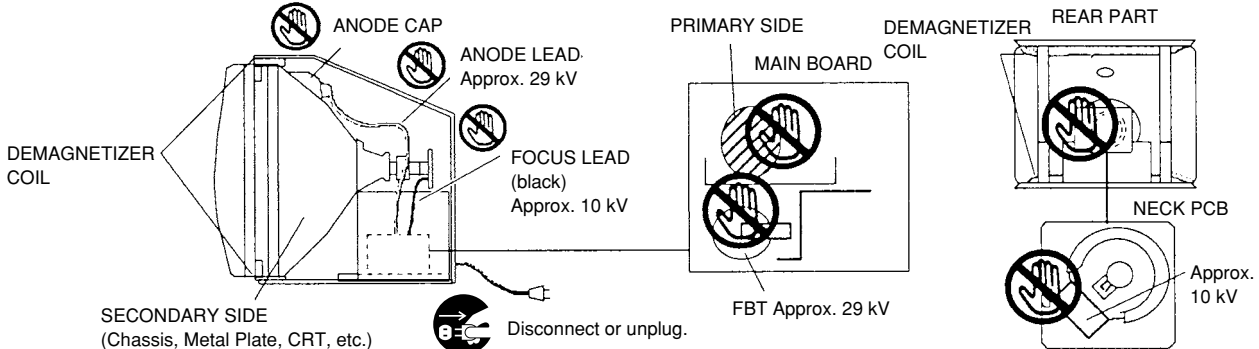 ANODE CAP
ANODE LEAD
Approx. 29 kV
DEMAGNETIZER
COIL
FOCUS LEAD
(black)
Approx. 10 kV
SECONDARY SIDE
(Chassis, Metal Plate, CRT, etc.)
Disconnect or unplug.
PRIMARY SIDE
MAIN BOARD
FBT Approx. 29 kV
DEMAGNETIZER
COIL
REAR PART
NECK PCB
Approx.
10 kV